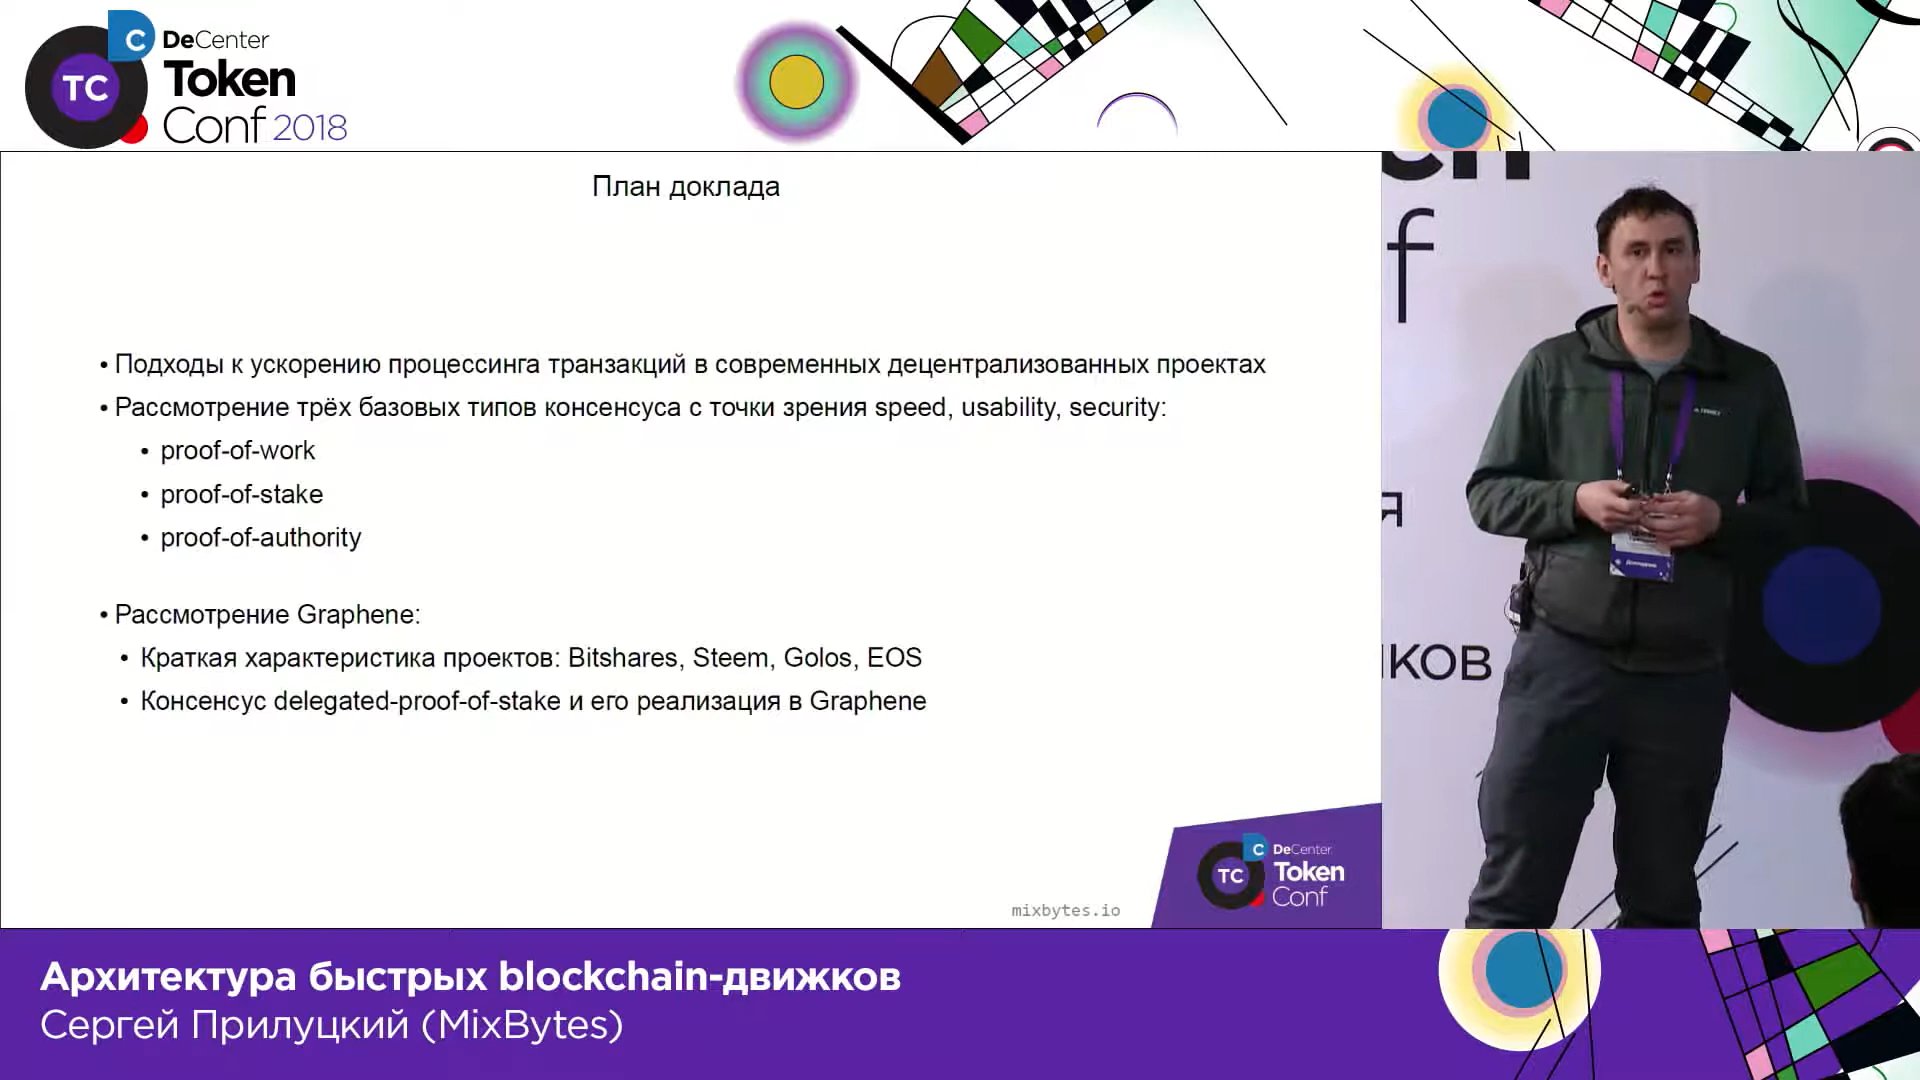 C
DeCenter
TC
Token
Conf 2018
План доклада
• Подходы к ускорению процессинга транзакций в современных децентрализованных проектах
• Рассмотрение трёх базовых типов консенсуса с точки зрения speed, usability, security:
• proof-of-work
• proof-of-stake
• proof-of-authority
• Рассмотрение Graphene:
• Краткая характеристика проектов: Bitshares, Steem, Golos, EOS
• Консенсус delegated-proof-of-stake и его реализация в Graphene
mixbytes.io
C
DeCenter
TC
Token
Conf
f
я
иков
Архитектура быстрых blockchain-движков
Сергей Прилуцкий (MixBytes)